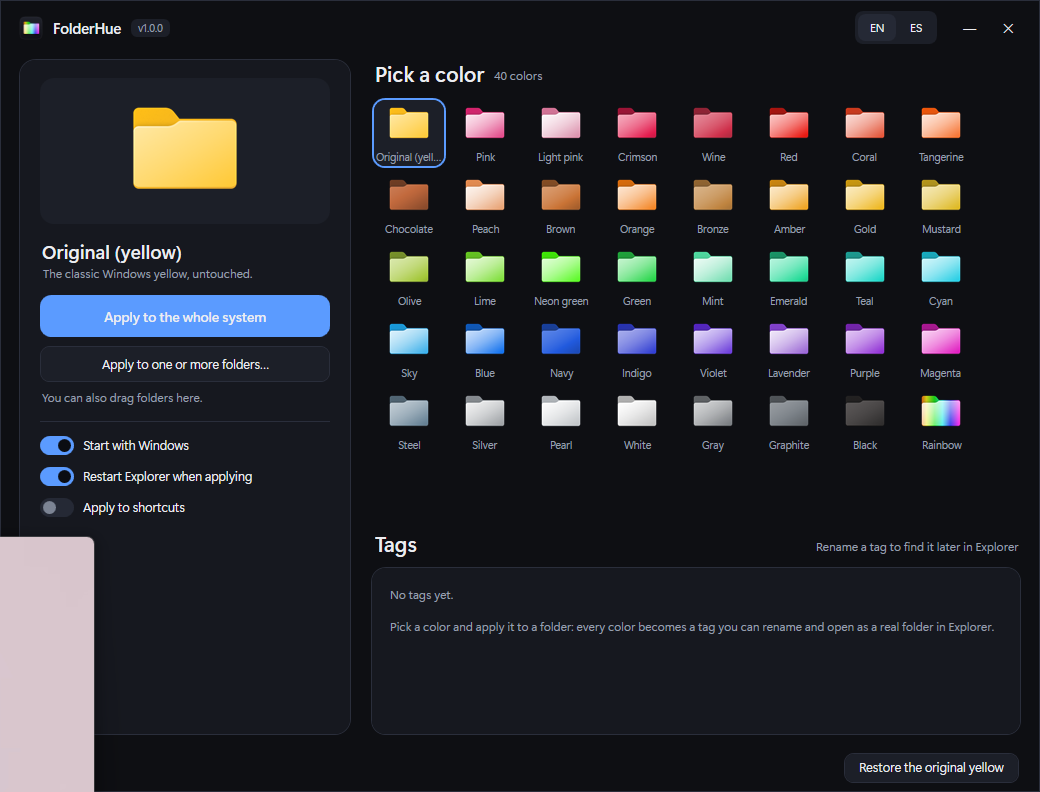 FolderHue v1.0.0
EN ES
Original (yellow)
The classic Windows yellow, untouched.
Apply to the whole system
Apply to one or more folders...
You can also drag folders here.
Start with Windows
Restart Explorer when applying
Apply to shortcuts
Pick a color 40 colors
Original (yell... Pink Light pink Crimson Wine Red Coral Tangerine
Chocolate Peach Brown Orange Bronze Amber Gold Mustard
Olive Lime Neon green Green Mint Emerald Teal Cyan
Sky Blue Navy Indigo Violet Lavender Purple Magenta
Steel Silver Pearl White Gray Graphite Black Rainbow
Tags Rename a tag to find it later in Explorer
No tags yet.
Pick a color and apply it to a folder: every color becomes a tag you can rename and open as a real folder in Explorer.
Restore the original yellow